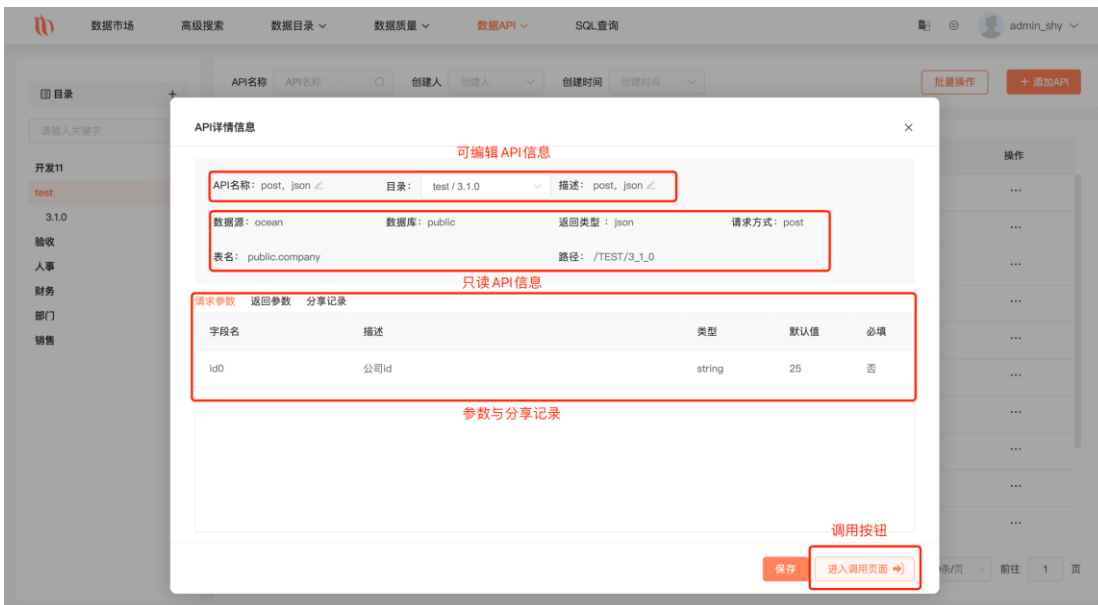 数据市场 高级搜索 数据目录 数据质量 数据API SQL查询 admin_shy
API名称 API名称 创建人 创建人 创建时间 创建时间 批量操作 + 添加API
目录 +
请输入关键字
开发11
test
3.1.0
验收
人事
财务
部门
销售
操作
API详情信息
可编辑API信息
API名称: post, json 目录: test / 3.1.0 描述: post, json
数据源: ocean 数据库: public 返回类型 : json 请求方式: post
表名: public.company 路径: /TEST/3_1_0
只读API信息
请求参数 返回参数 分享记录
字段名 描述 类型 默认值 必填
id0 公司id string 25 否
参数与分享记录
调用按钮
保存 进入调用页面
条/页 前往 1 页